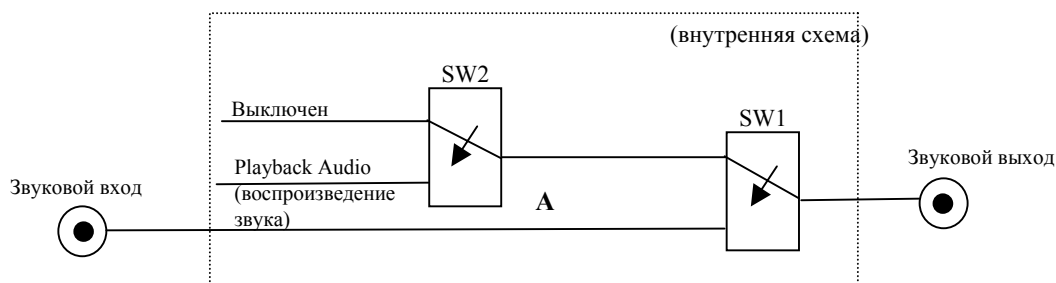 (внутренняя схема)
SW2
Выключен
SW1
Playback Audio
(воспроизведение
звука)
Звуковой вход
A
Звуковой выход